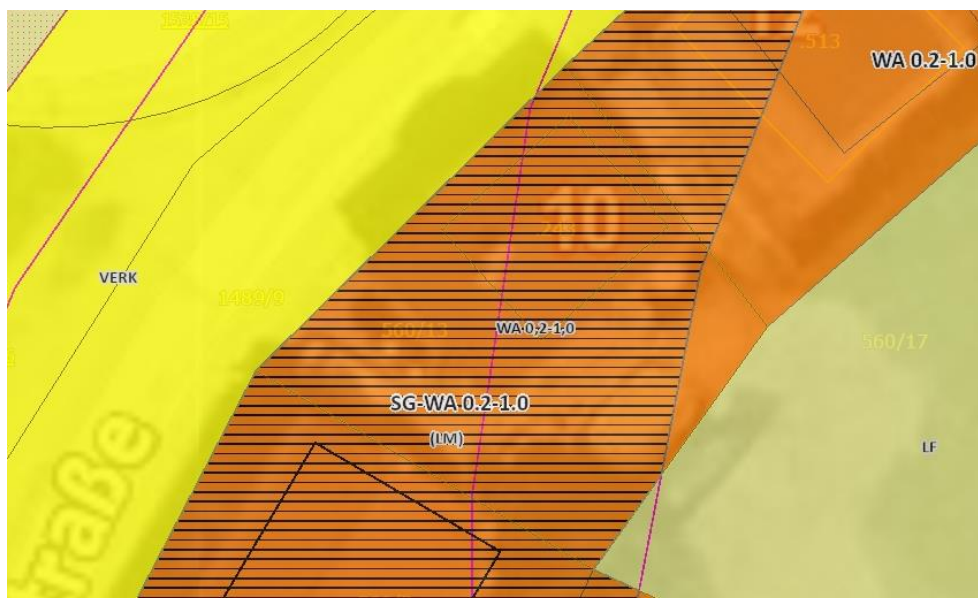 .513
WA 0.2-1.0
10
VERK
1489/9
560/13
WA 0,2-1,0
560/17
SG-WA 0.2-1.0
(LM)
LF
traße